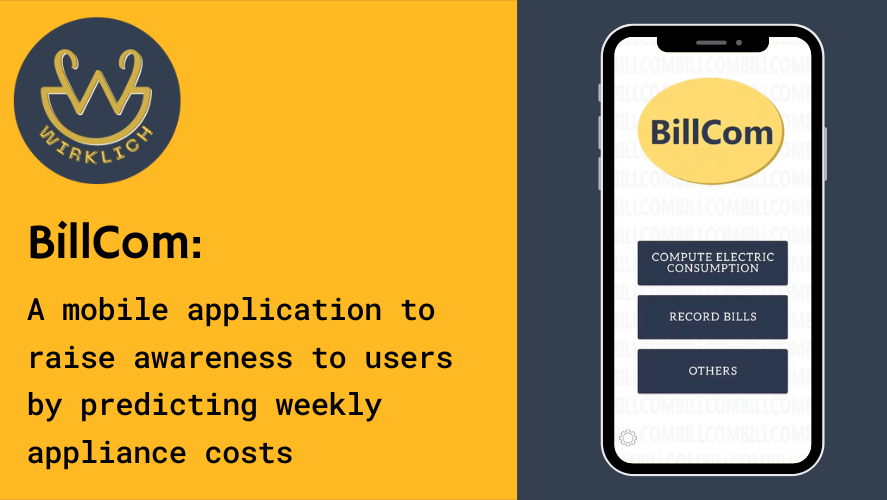 WIRKLICH
BillCom:
A mobile application to
raise awareness to users
by predicting weekly
appliance costs
BillCom
COMPUTE ELECTRIC
CONSUMPTION
RECORD BILLS
OTHERS